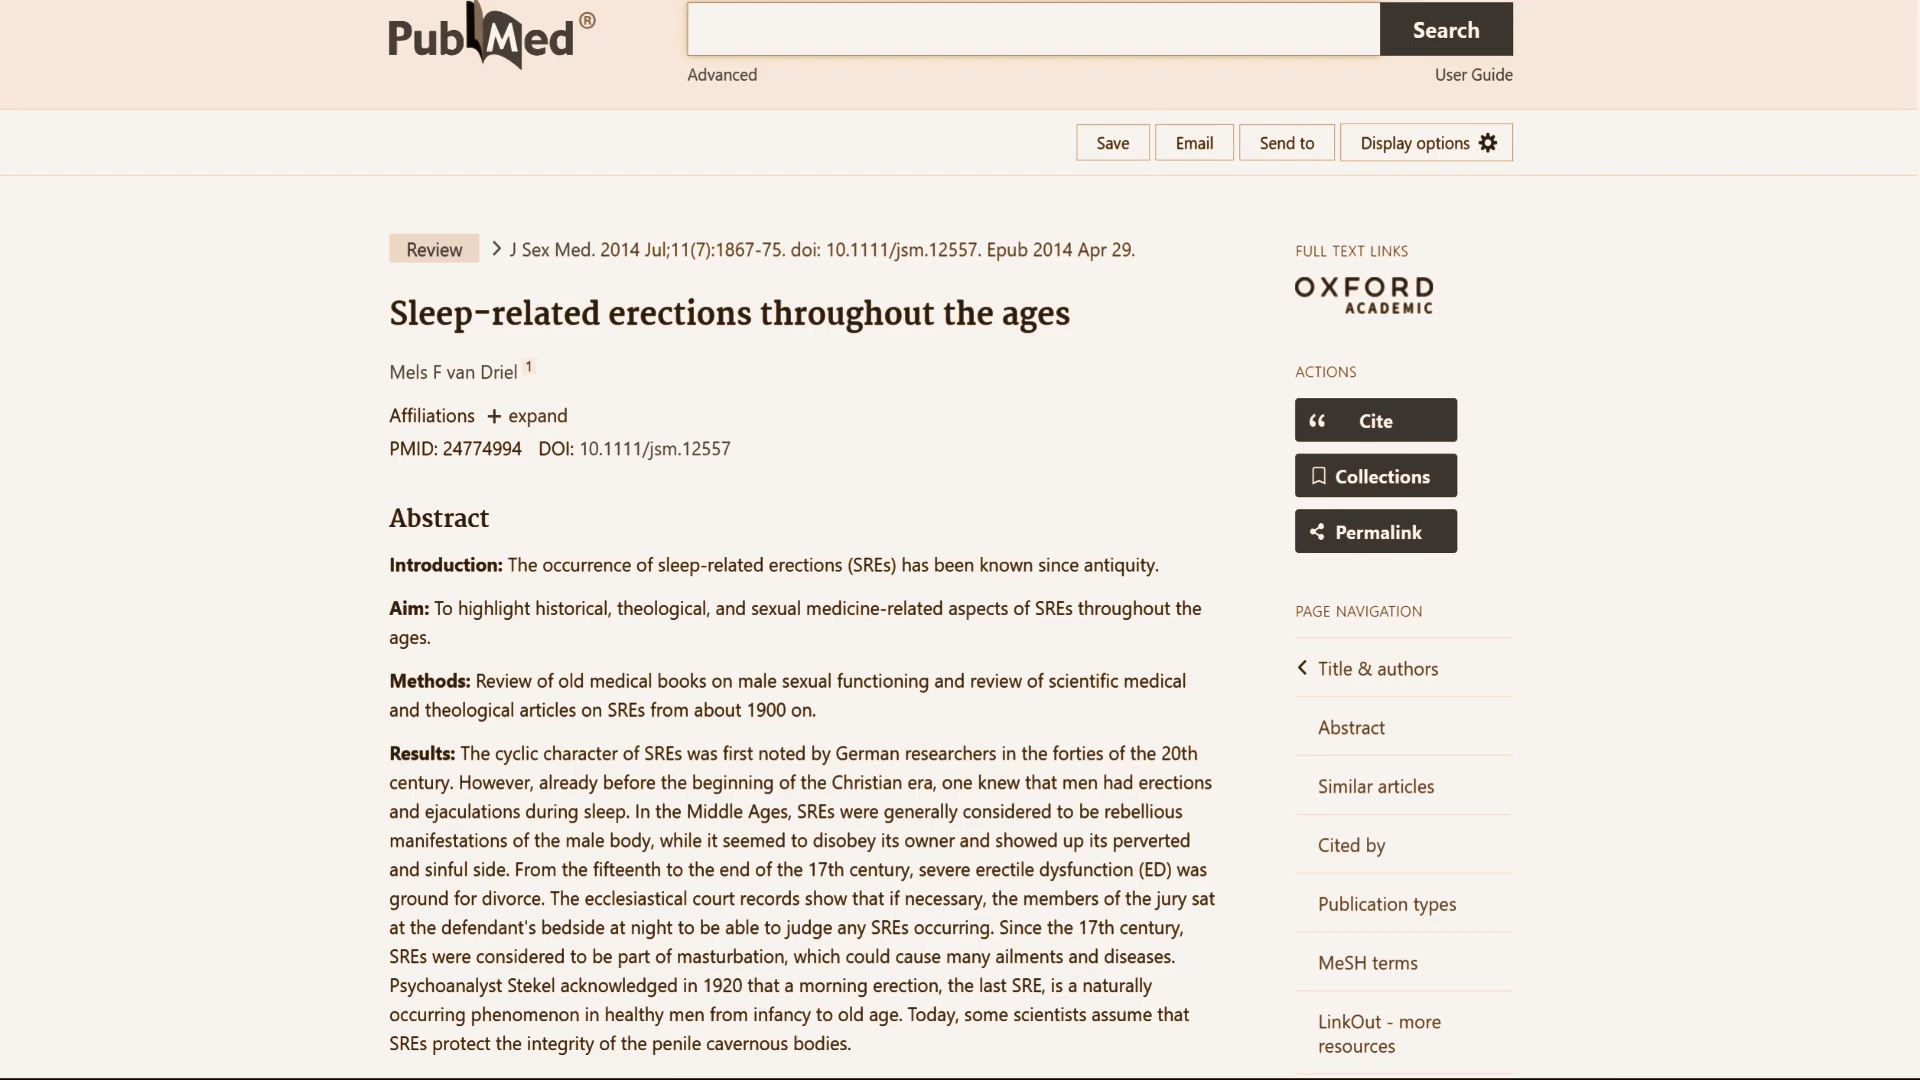 PubMed®
Search
Advanced
User Guide
Save
Email
Send to
Display options
Review
J Sex Med. 2014 Jul;11(7):1867-75. doi: 10.1111/jsm.12557. Epub 2014 Apr 29.
Sleep-related erections throughout the ages
Mels F van Driel 1
Affiliations + expand
PMID: 24774994 DOI: 10.1111/jsm.12557
Abstract
Introduction: The occurrence of sleep-related erections (SREs) has been known since antiquity.
Aim: To highlight historical, theological, and sexual medicine-related aspects of SREs throughout the
ages.
Methods: Review of old medical books on male sexual functioning and review of scientific medical
and theological articles on SREs from about 1900 on.
Results: The cyclic character of SREs was first noted by German researchers in the forties of the 20th
century. However, already before the beginning of the Christian era, one knew that men had erections
and ejaculations during sleep. In the Middle Ages, SREs were generally considered to be rebellious
manifestations of the male body, while it seemed to disobey its owner and showed up its perverted
and sinful side. From the fifteenth to the end of the 17th century, severe erectile dysfunction (ED) was
ground for divorce. The ecclesiastical court records show that if necessary, the members of the jury sat
at the defendant's bedside at night to be able to judge any SREs occurring. Since the 17th century,
SREs were considered to be part of masturbation, which could cause many ailments and diseases.
Psychoanalyst Stekel acknowledged in 1920 that a morning erection, the last SRE, is a naturally
occurring phenomenon in healthy men from infancy to old age. Today, some scientists assume that
SREs protect the integrity of the penile cavernous bodies.
FULL TEXT LINKS
OXFORD
ACADEMIC
ACTIONS
Cite
Collections
Permalink
PAGE NAVIGATION
Title & authors
Abstract
Similar articles
Cited by
Publication types
MeSH terms
LinkOut - more
resources